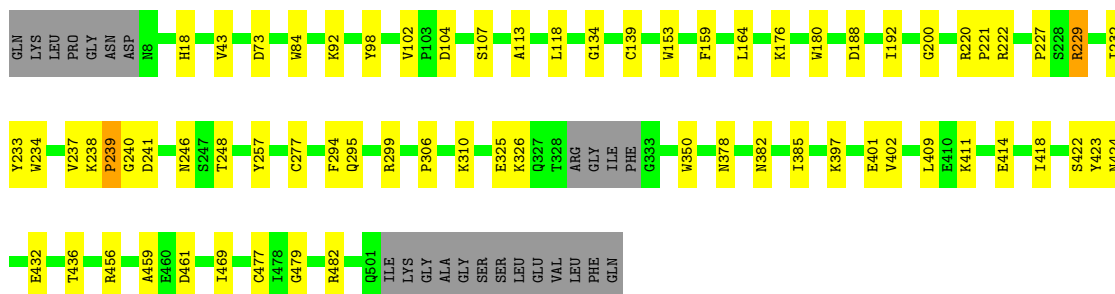 GLN LYS LEU PRO GLY ASN ASP N8 H18 V43 D73 W84 K92 Y98 V102 P103 D104 S107 A113 L118 G134 C139 W153 F159 L164 K176 W180 D188 I192 G200 R220 P221 R222 P227 S228 R229
Y233 W234 V237 K238 P239 G240 D241 N246 S247 T248 Y257 C277 F294 Q295 R299 P306 K310 E325 K326 Q327 T328 ARG GLY ILE PHE G333 W350 N378 N382 I385 K397 E401 V402 L409 E410 K411 E414 I418 S422 Y423
E432 T436 R456 A459 E460 D461 I469 C477 I478 G479 R482 Q501 ILE LYS GLY ALA GLY SER SER LEU GLU VAL LEU PHE GLN